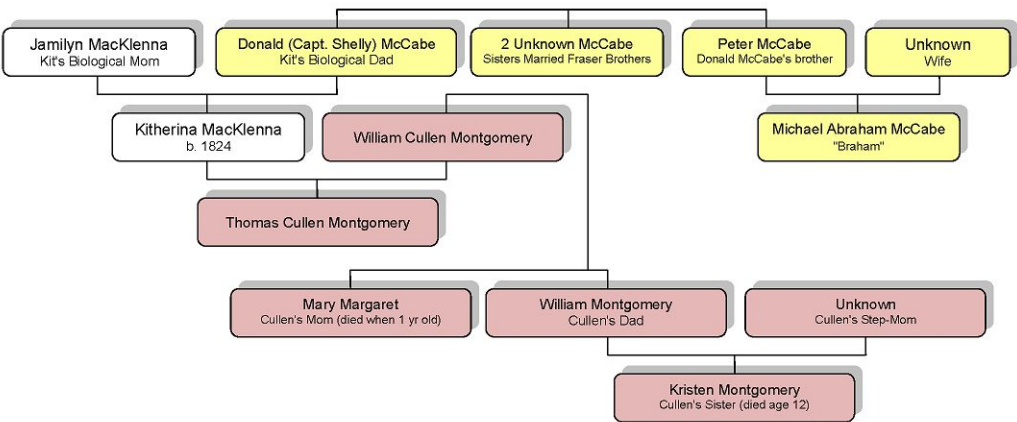 Jamilyn MacKlenna
Kit's Biological Mom
Donald (Capt. Shelly) McCabe
Kit's Biological Dad
2 Unknown McCabe
Sisters Married Fraser Brothers
Peter McCabe
Donald McCabe's brother
Unknown
Wife
Kitherina MacKlenna
b. 1824
William Cullen Montgomery
Michael Abraham McCabe
"Braham"
Thomas Cullen Montgomery
Mary Margaret
Cullen's Mom (died when 1 yr old)
William Montgomery
Cullen's Dad
Unknown
Cullen's Step-Mom
Kristen Montgomery
Cullen's Sister (died age 12)